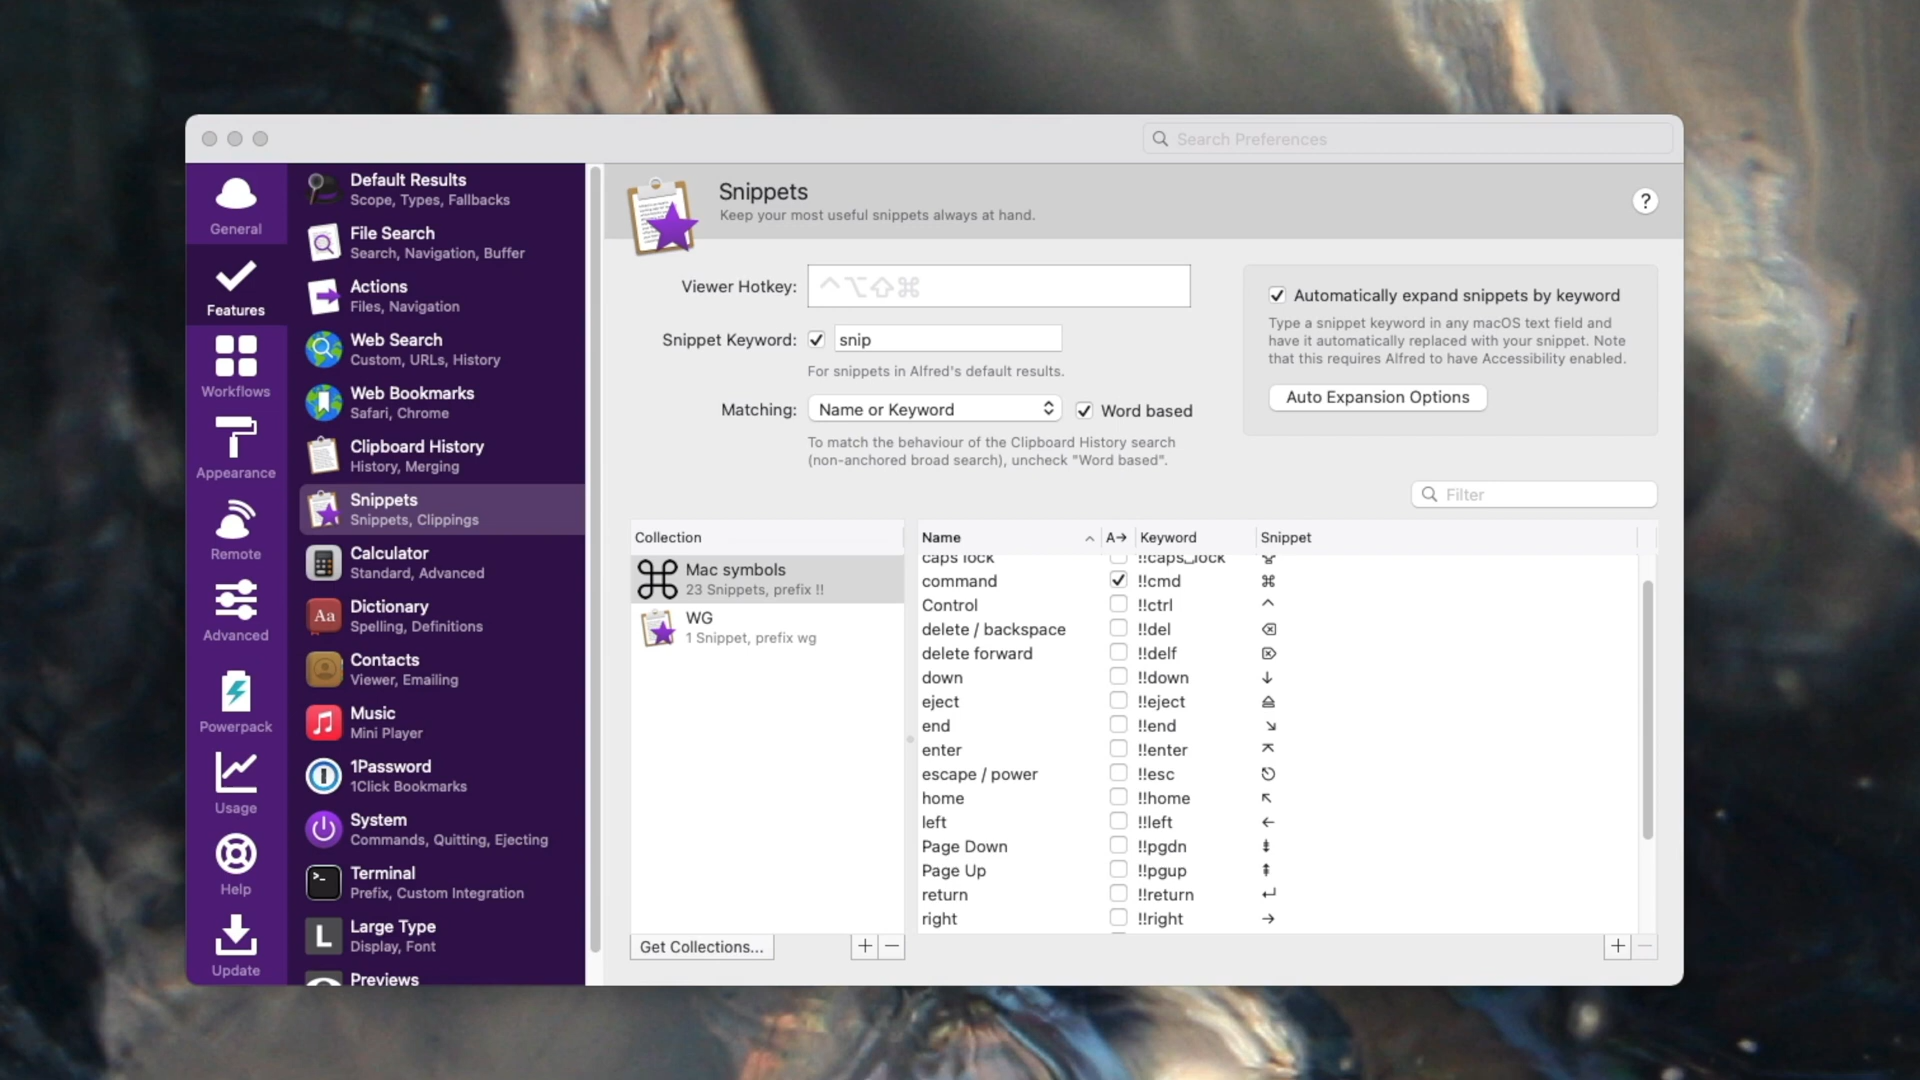 Search Preferences
General
Features
Workflows
Appearance
Remote
Advanced
Powerpack
Usage
Help
Update
Default Results
Scope, Types, Fallbacks
File Search
Search, Navigation, Buffer
Actions
Files, Navigation
Web Search
Custom, URLs, History
Web Bookmarks
Safari, Chrome
Clipboard History
History, Merging
Snippets
Snippets, Clippings
Calculator
Standard, Advanced
Aa
Dictionary
Spelling, Definitions
Contacts
Viewer, Emailing
Music
Mini Player
1Password
1Click Bookmarks
System
Commands, Quitting, Ejecting
Terminal
Prefix, Custom Integration
L
Large Type
Display, Font
Previews
Snippets
Keep your most useful snippets always at hand.
?
Viewer Hotkey: ^⌥⇧⌘
Snippet Keyword: snip
For snippets in Alfred's default results.
Matching: Name or Keyword Word based
To match the behaviour of the Clipboard History search
(non-anchored broad search), uncheck "Word based".
Automatically expand snippets by keyword
Type a snippet keyword in any macOS text field and
have it automatically replaced with your snippet. Note
that this requires Alfred to have Accessibility enabled.
Auto Expansion Options
Filter
Collection
Mac symbols
23 Snippets, prefix !!
WG
1 Snippet, prefix wg
Get Collections...
+ −
Name A→ Keyword Snippet
caps lock !!caps_lock ⇪
command !!cmd ⌘
Control !!ctrl ⌃
delete / backspace !!del ⌫
delete forward !!delf ⌦
down !!down ↓
eject !!eject ⏏
end !!end ↘
enter !!enter ⌤
escape / power !!esc ⎋
home !!home ↖
left !!left ←
Page Down !!pgdn ⇟
Page Up !!pgup ⇞
return !!return ↵
right !!right →
+ −